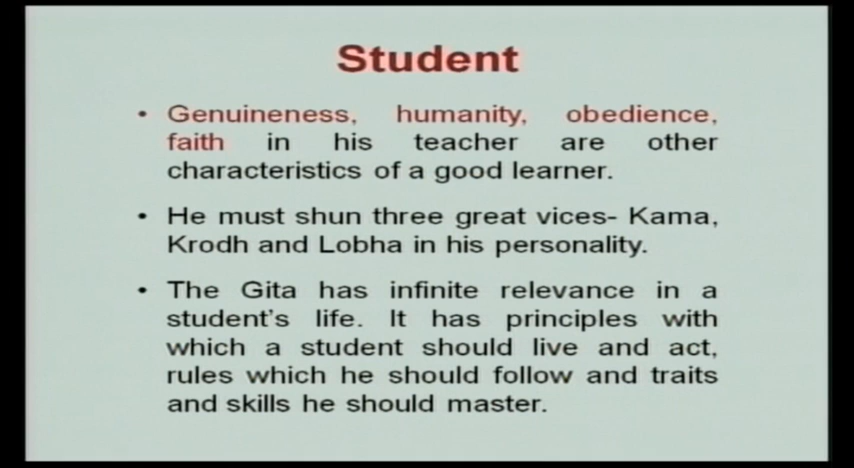 Student
• Genuineness, humanity, obedience,
faith in his teacher are other
characteristics of a good learner.
• He must shun three great vices- Kama,
Krodh and Lobha in his personality.
• The Gita has infinite relevance in a
student's life. It has principles with
which a student should live and act,
rules which he should follow and traits
and skills he should master.